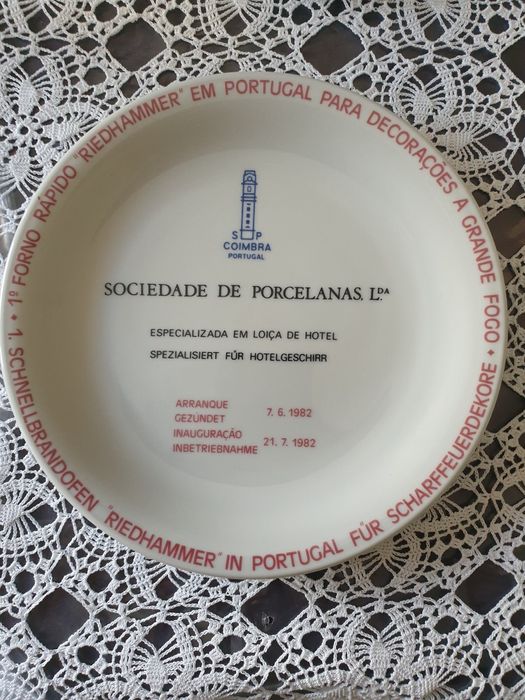 1º FORNO RÁPIDO "RIEDHAMMER" EM PORTUGAL PARA DECORAÇÕES A GRANDE FOGO •
1. SCHNELLBRANDOFEN "RIEDHAMMER" IN PORTUGAL FÜR SCHARFFEUERDEKORE •
S P
COIMBRA
PORTUGAL
SOCIEDADE DE PORCELANAS, L.DA
ESPECIALIZADA EM LOIÇA DE HOTEL
SPEZIALISIERT FÜR HOTELGESCHIRR
ARRANQUE
GEZÜNDET 7. 6. 1982
INAUGURAÇÃO
INBETRIEBNAHME 21. 7. 1982